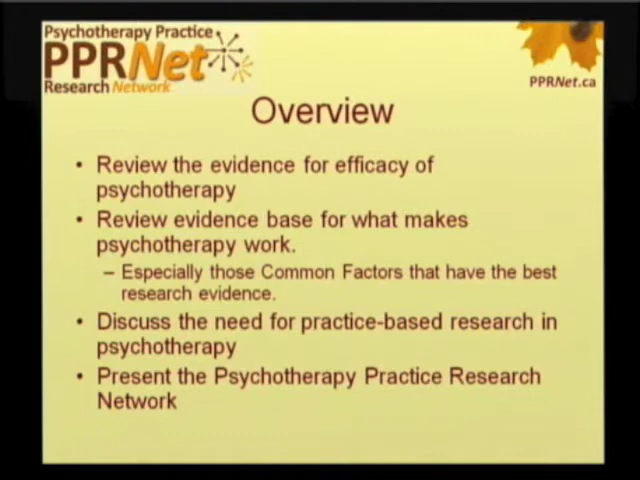 Psychotherapy Practice
PPRNet
Research Network
PPRNet.ca
Overview
• Review the evidence for efficacy of
psychotherapy
• Review evidence base for what makes
psychotherapy work.
– Especially those Common Factors that have the best
research evidence.
• Discuss the need for practice-based research in
psychotherapy
• Present the Psychotherapy Practice Research
Network